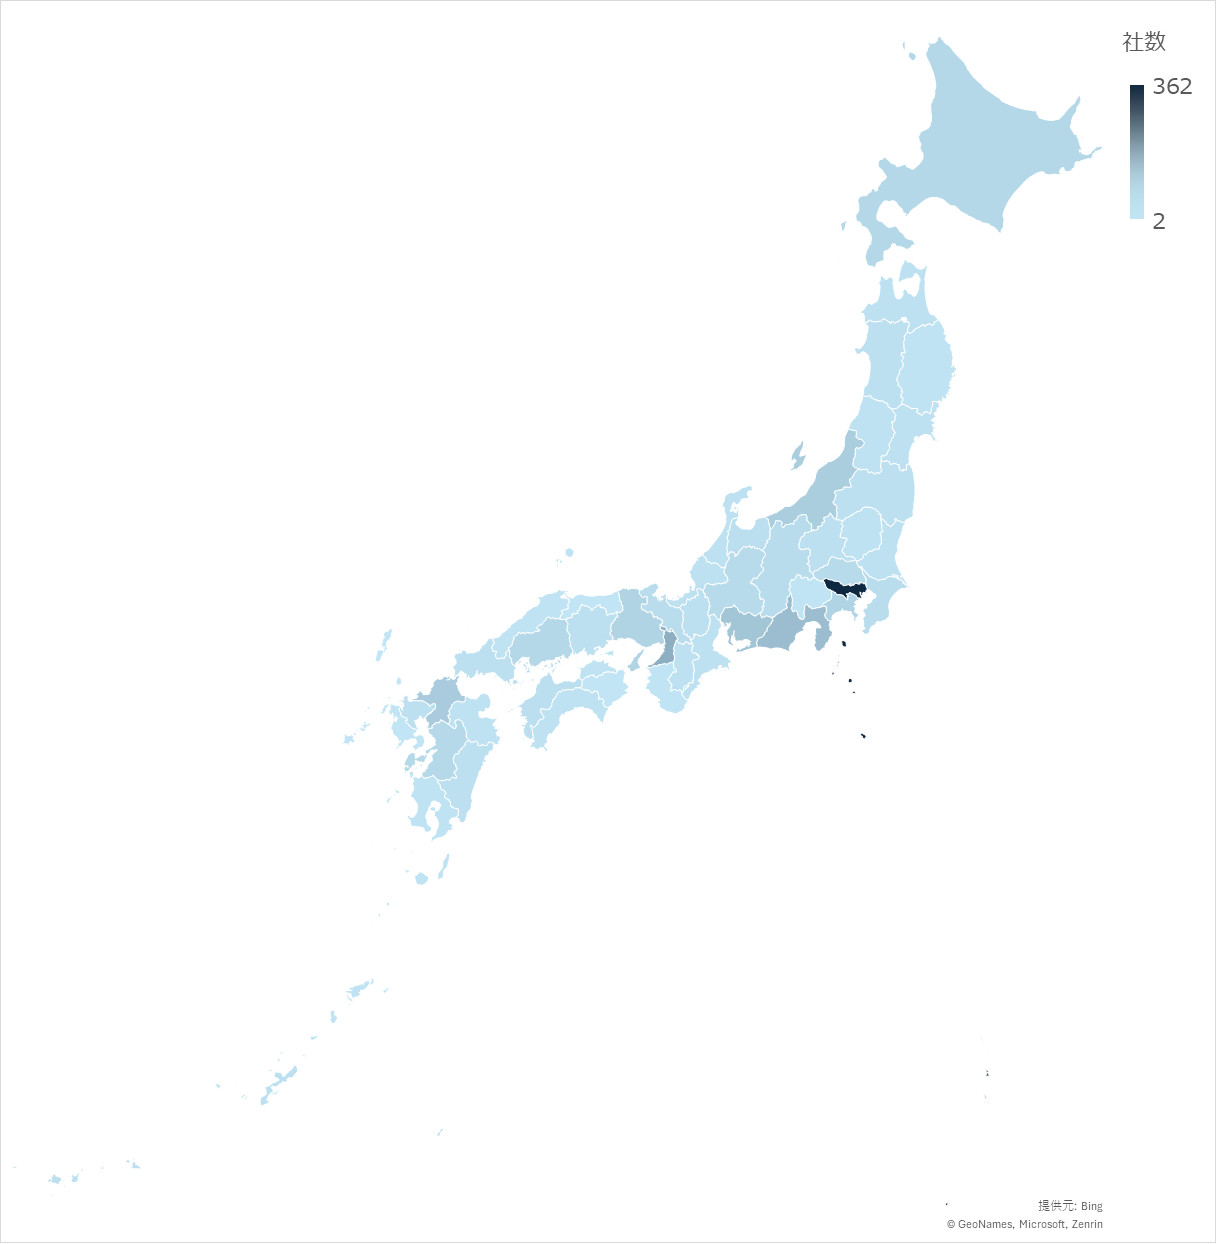 社数
362
2
提供元: Bing
© GeoNames, Microsoft, Zenrin